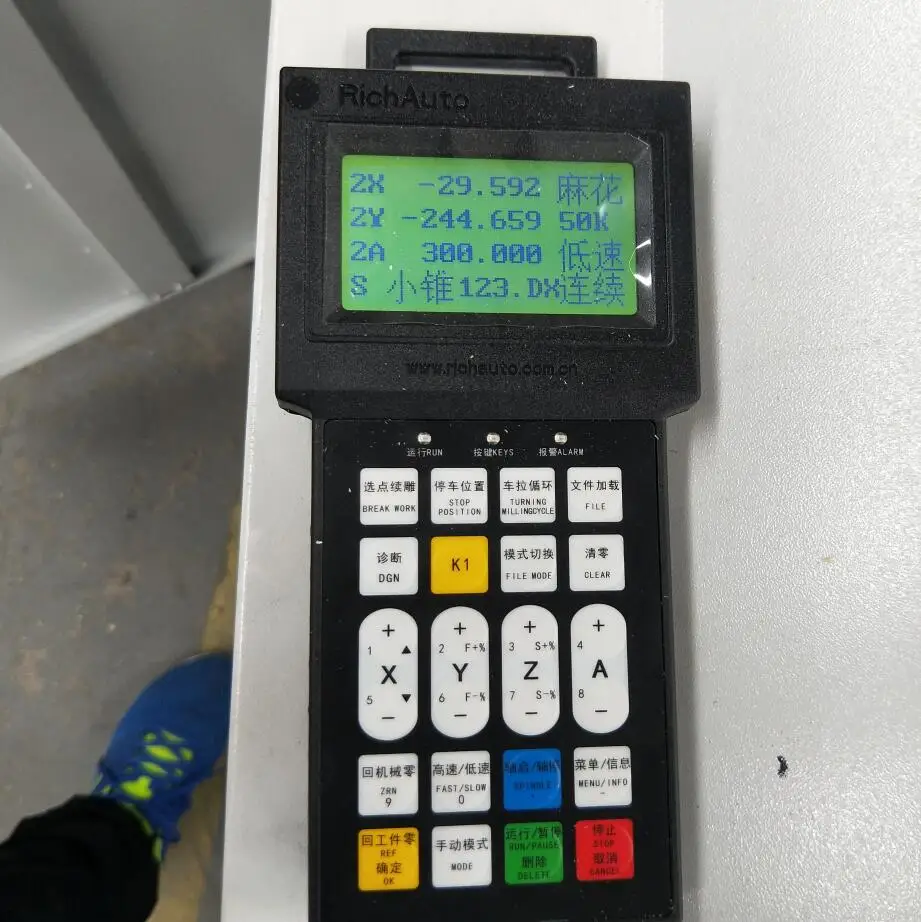 RichAuto
2X -29.592 麻花
2Y -244.659 50K
2A 300.000 低速
S 小锥123.DX连续
www.richauto.com.cn
运行RUN 按键KEYS 报警ALARM
选点续雕 停车位置 车拉循环 文件加载
BREAK WORK STOP POSITION TURNING MILLINGCYCLE FILE
诊断 K1 模式切换 清零
DGN FILE MODE CLEAR
+ + + +
1 ▲ 2 F+% 3 S+% 4
X Y Z A
5 ▼ 6 F-% 7 S-% 8
− − − −
回机械零 高速/低速 轴启/轴停 菜单/信息
ZRN FAST/SLOW SPINDLE MENU/INFO
9 0 . −
回工件零 手动模式 运行/暂停 停止
REF MODE RUN/PAUSE STOP
确定 删除 取消
OK DELETE CANCEL